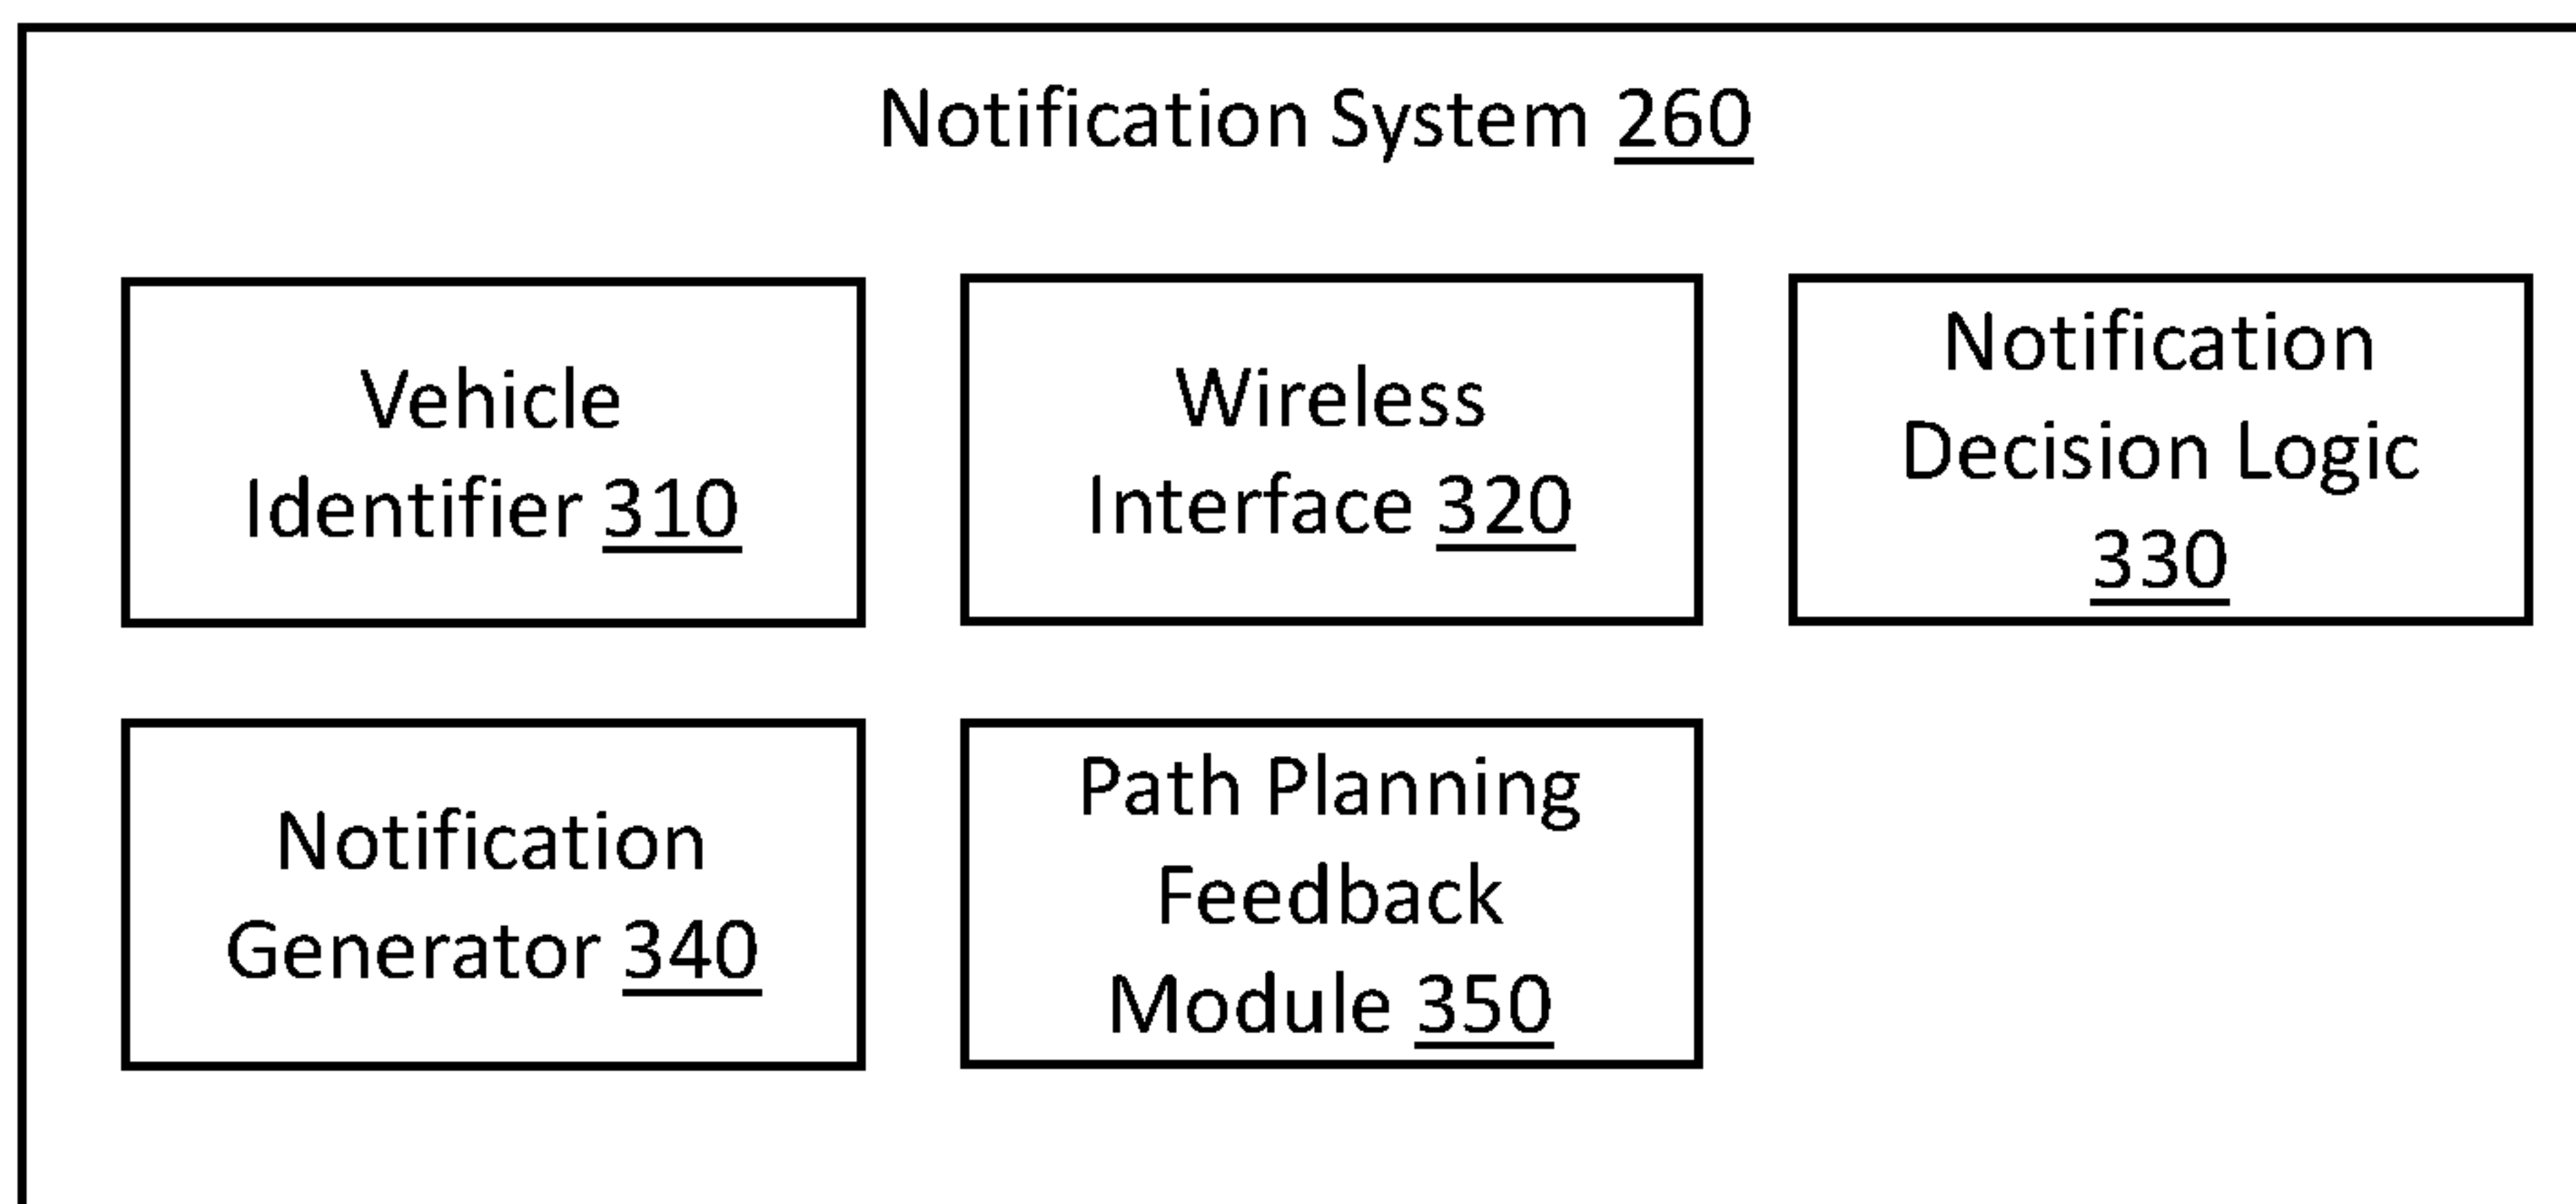 Notification System 260
Vehicle
Identifier 310
Wireless
Interface 320
Notification
Decision Logic
330
Notification
Generator 340
Path Planning
Feedback
Module 350